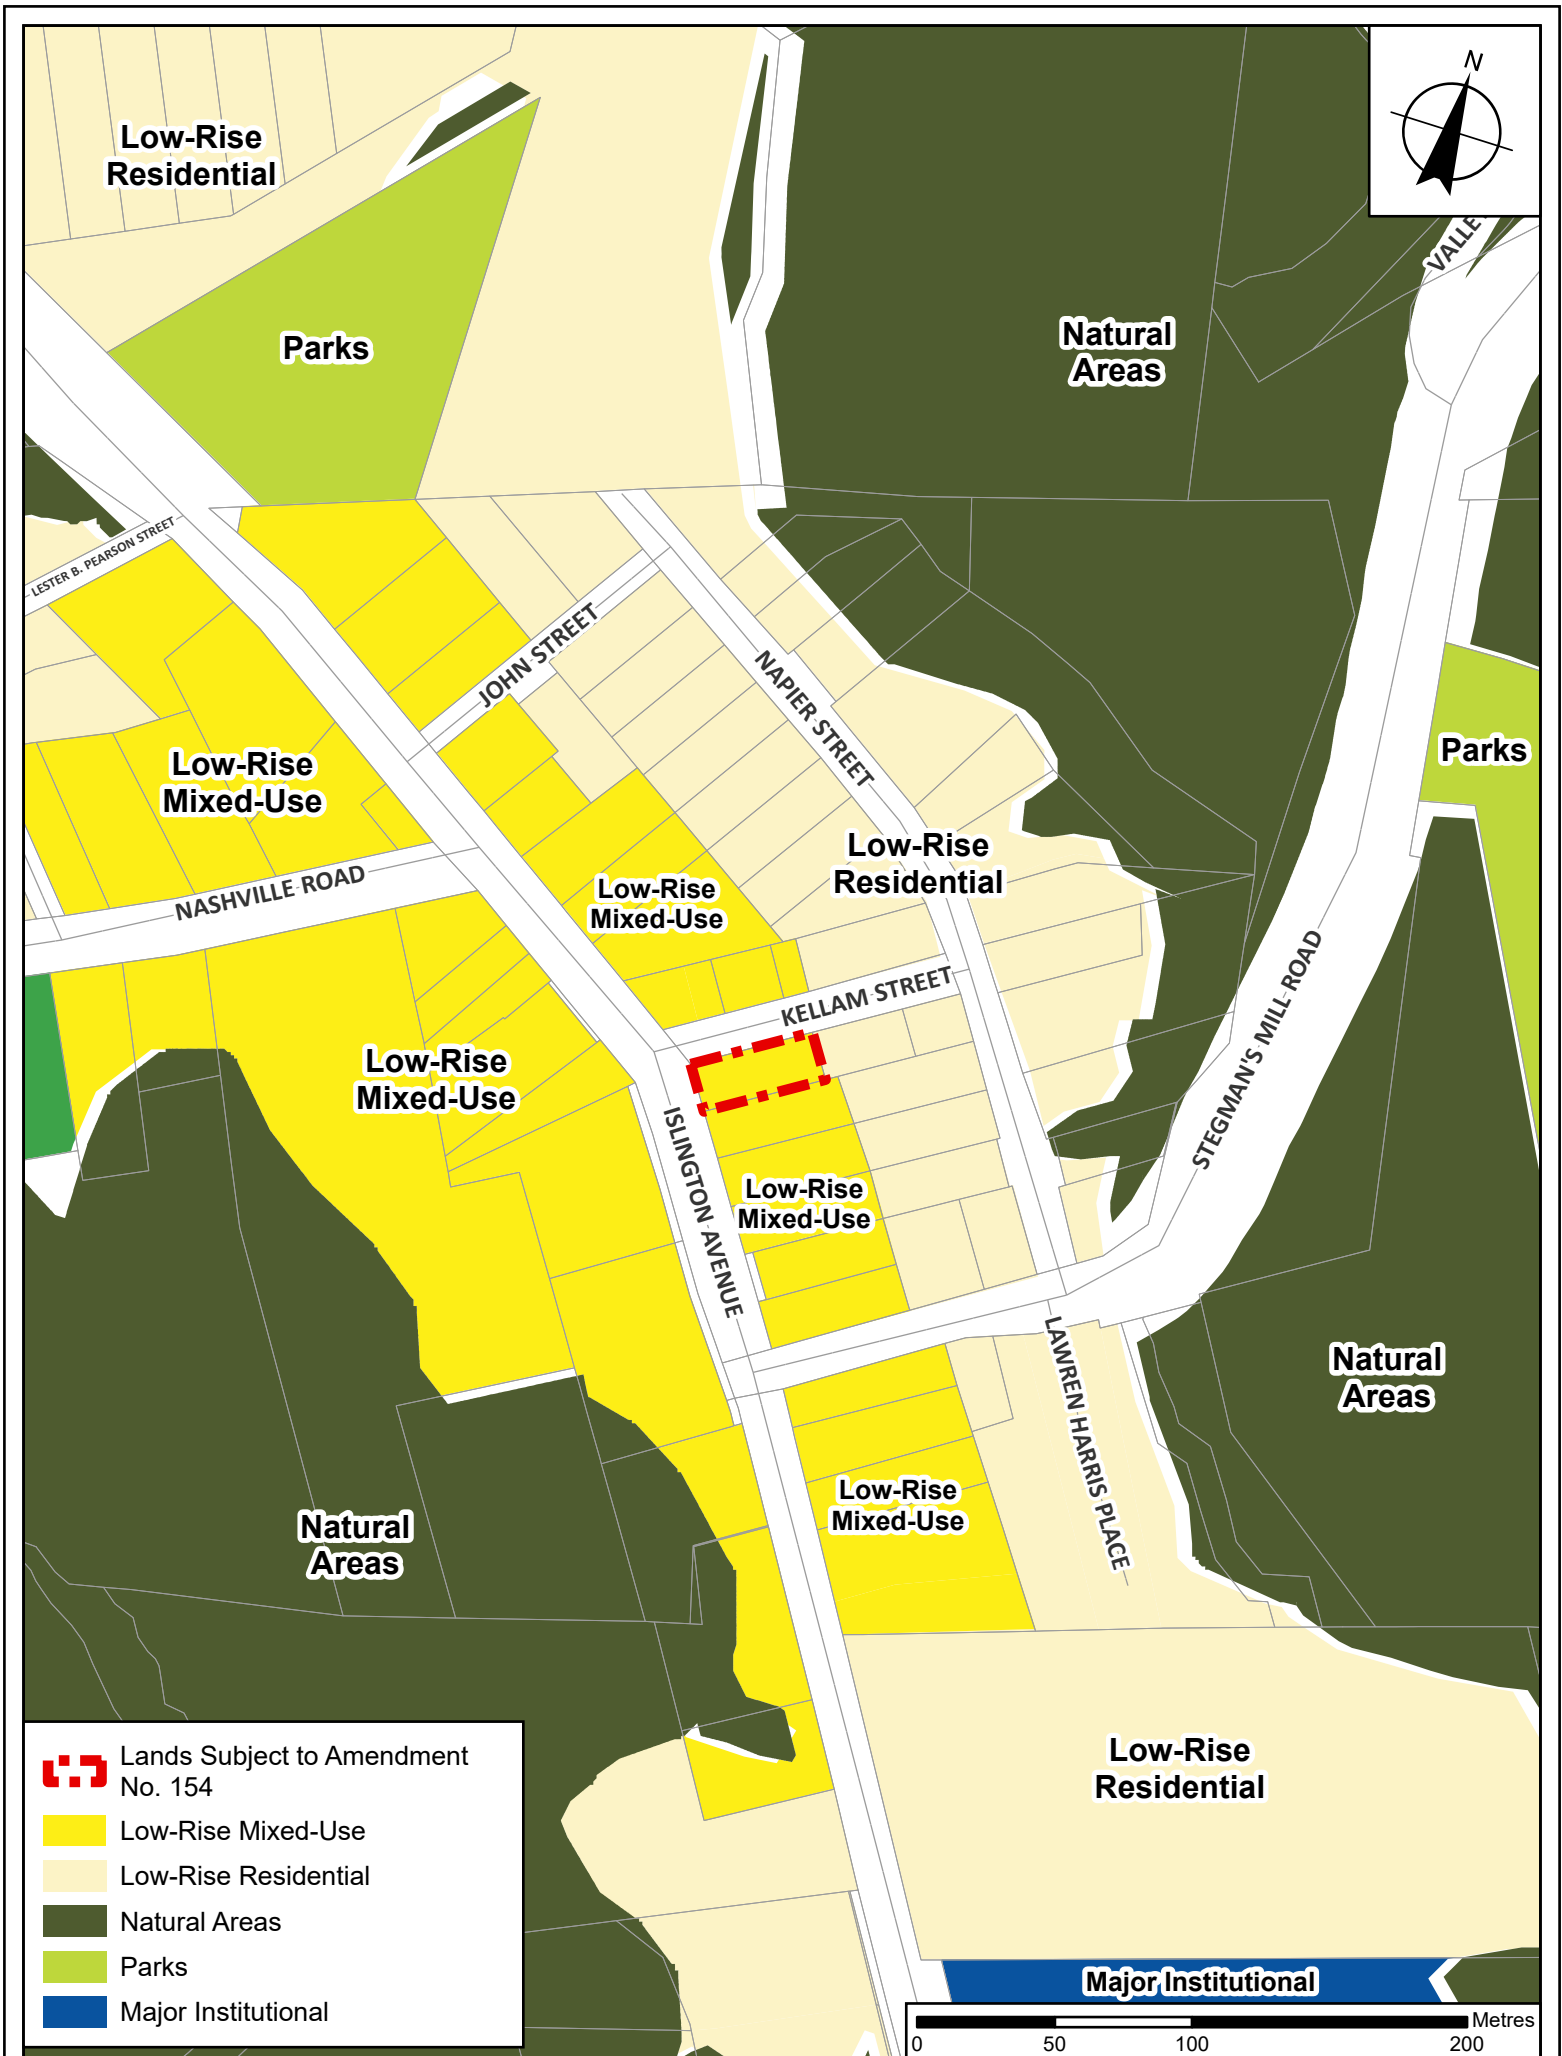 N
Low-Rise
Residential
VALLE
Parks
Natural
Areas
LESTER B. PEARSON STREET
JOHN STREET
NAPIER STREET
Parks
Low-Rise
Mixed-Use
Low-Rise
Residential
NASHVILLE ROAD
Low-Rise
Mixed-Use
KELLAM STREET
STEGMAN'S MILL ROAD
Low-Rise
Mixed-Use
ISLINGTON AVENUE
Low-Rise
Mixed-Use
LAWREN HARRIS PLACE
Natural
Areas
Low-Rise
Mixed-Use
Natural
Areas
Low-Rise
Residential
Lands Subject to Amendment
No. 154
Low-Rise Mixed-Use
Low-Rise Residential
Natural Areas
Parks
Major Institutional
Major Institutional
Metres
0 50 100 200